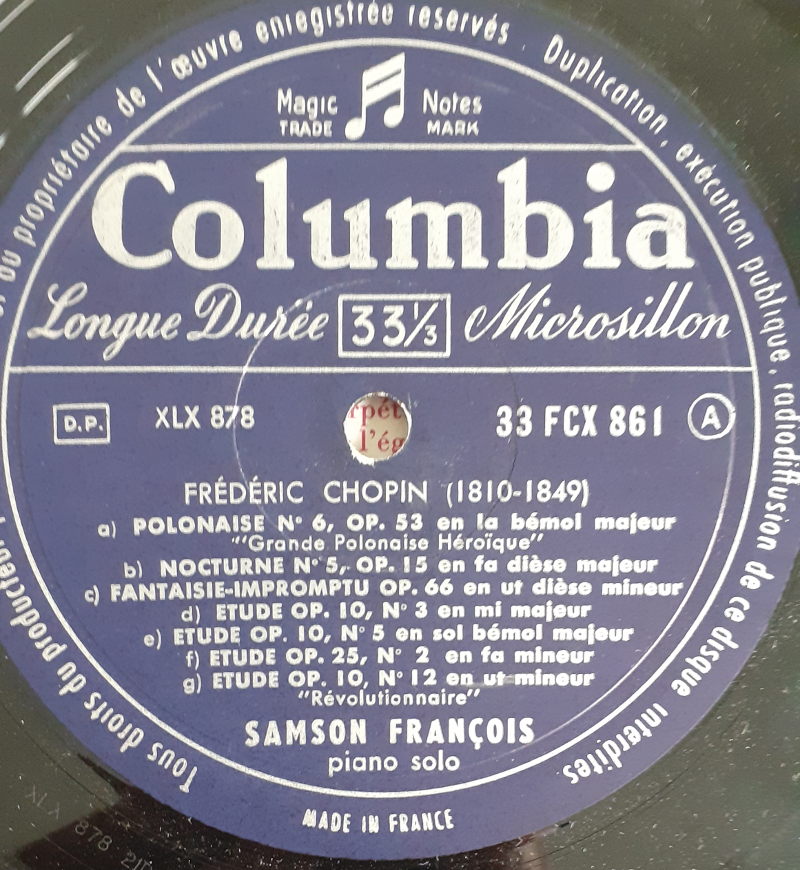 Tous droits du producteur
ou propriétaire de l'œuvre enregistrée réservés. Duplication, exécution publique, radiodiffusion de ce disque interdites.
Magic Notes
TRADE MARK
Columbia
Longue Durée 33⅓ Microsillon
D.P. XLX 878 33 FCX 861 A
rpét
l'ég
FRÉDÉRIC CHOPIN (1810-1849)
a) POLONAISE N° 6, OP. 53 en la bémol majeur
"Grande Polonaise Héroïque"
b) NOCTURNE N° 5, OP. 15 en fa dièse majeur
c) FANTAISIE-IMPROMPTU OP. 66 en ut dièse mineur
d) ETUDE OP. 10, N° 3 en mi majeur
e) ETUDE OP. 10, N° 5 en sol bémol majeur
f) ETUDE OP. 25, N° 2 en fa mineur
g) ETUDE OP. 10, N° 12 en ut mineur
"Révolutionnaire"
SAMSON FRANÇOIS
piano solo
MADE IN FRANCE
XLX 878